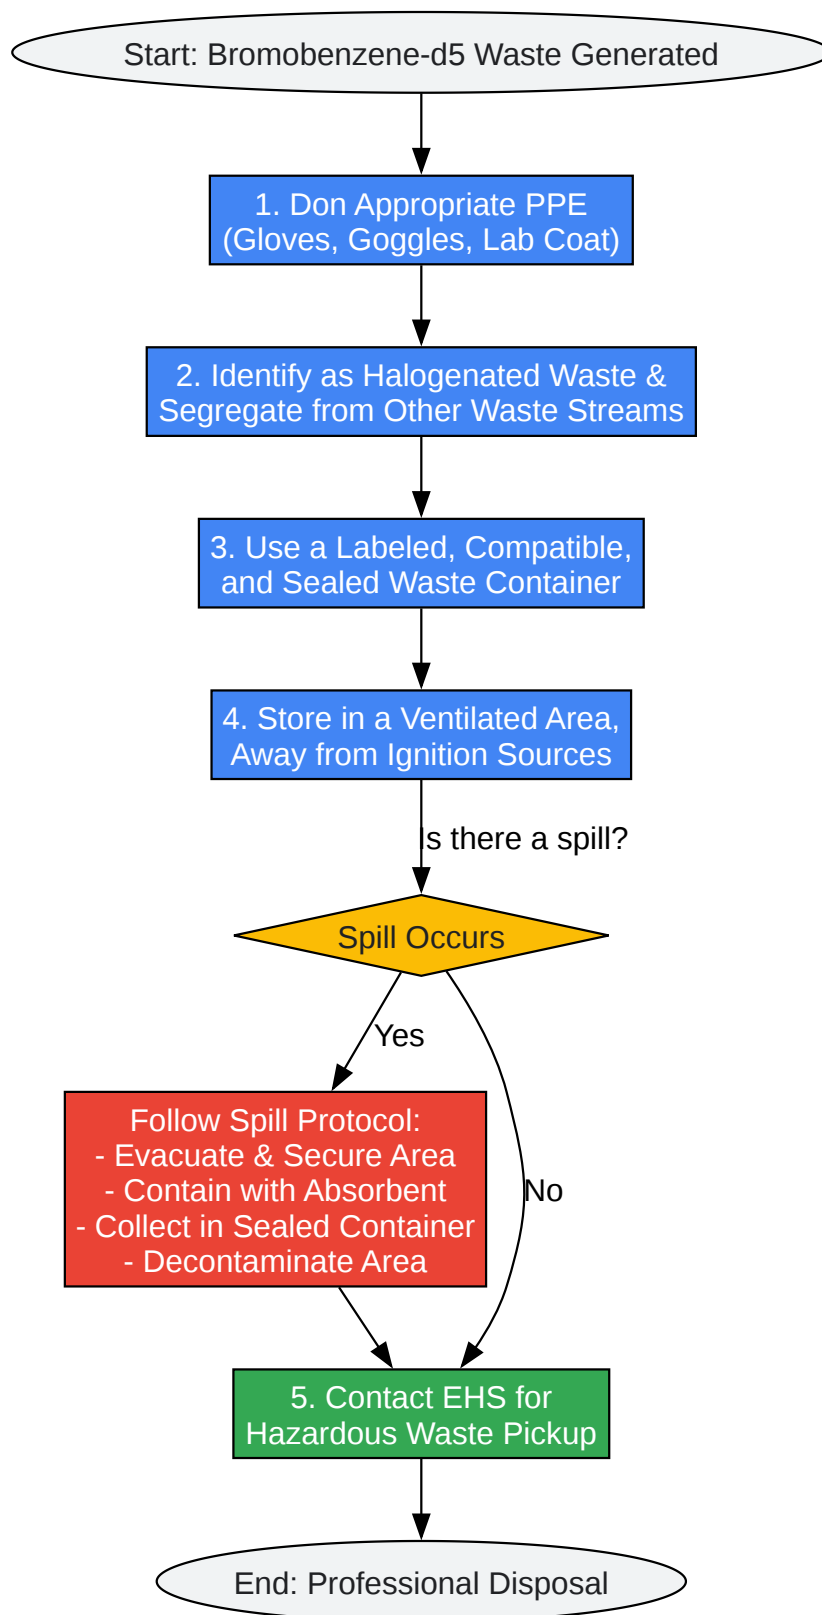 Start: Bromobenzene-d5 Waste Generated
1. Don Appropriate PPE
(Gloves, Goggles, Lab Coat)
2. Identify as Halogenated Waste &
Segregate from Other Waste Streams
3. Use a Labeled, Compatible,
and Sealed Waste Container
4. Store in a Ventilated Area,
Away from Ignition Sources
Is there a spill?
Spill Occurs
Yes
Follow Spill Protocol:
- Evacuate & Secure Area
- Contain with Absorbent
- Collect in Sealed Container
- Decontaminate Area
No
5. Contact EHS for
Hazardous Waste Pickup
End: Professional Disposal